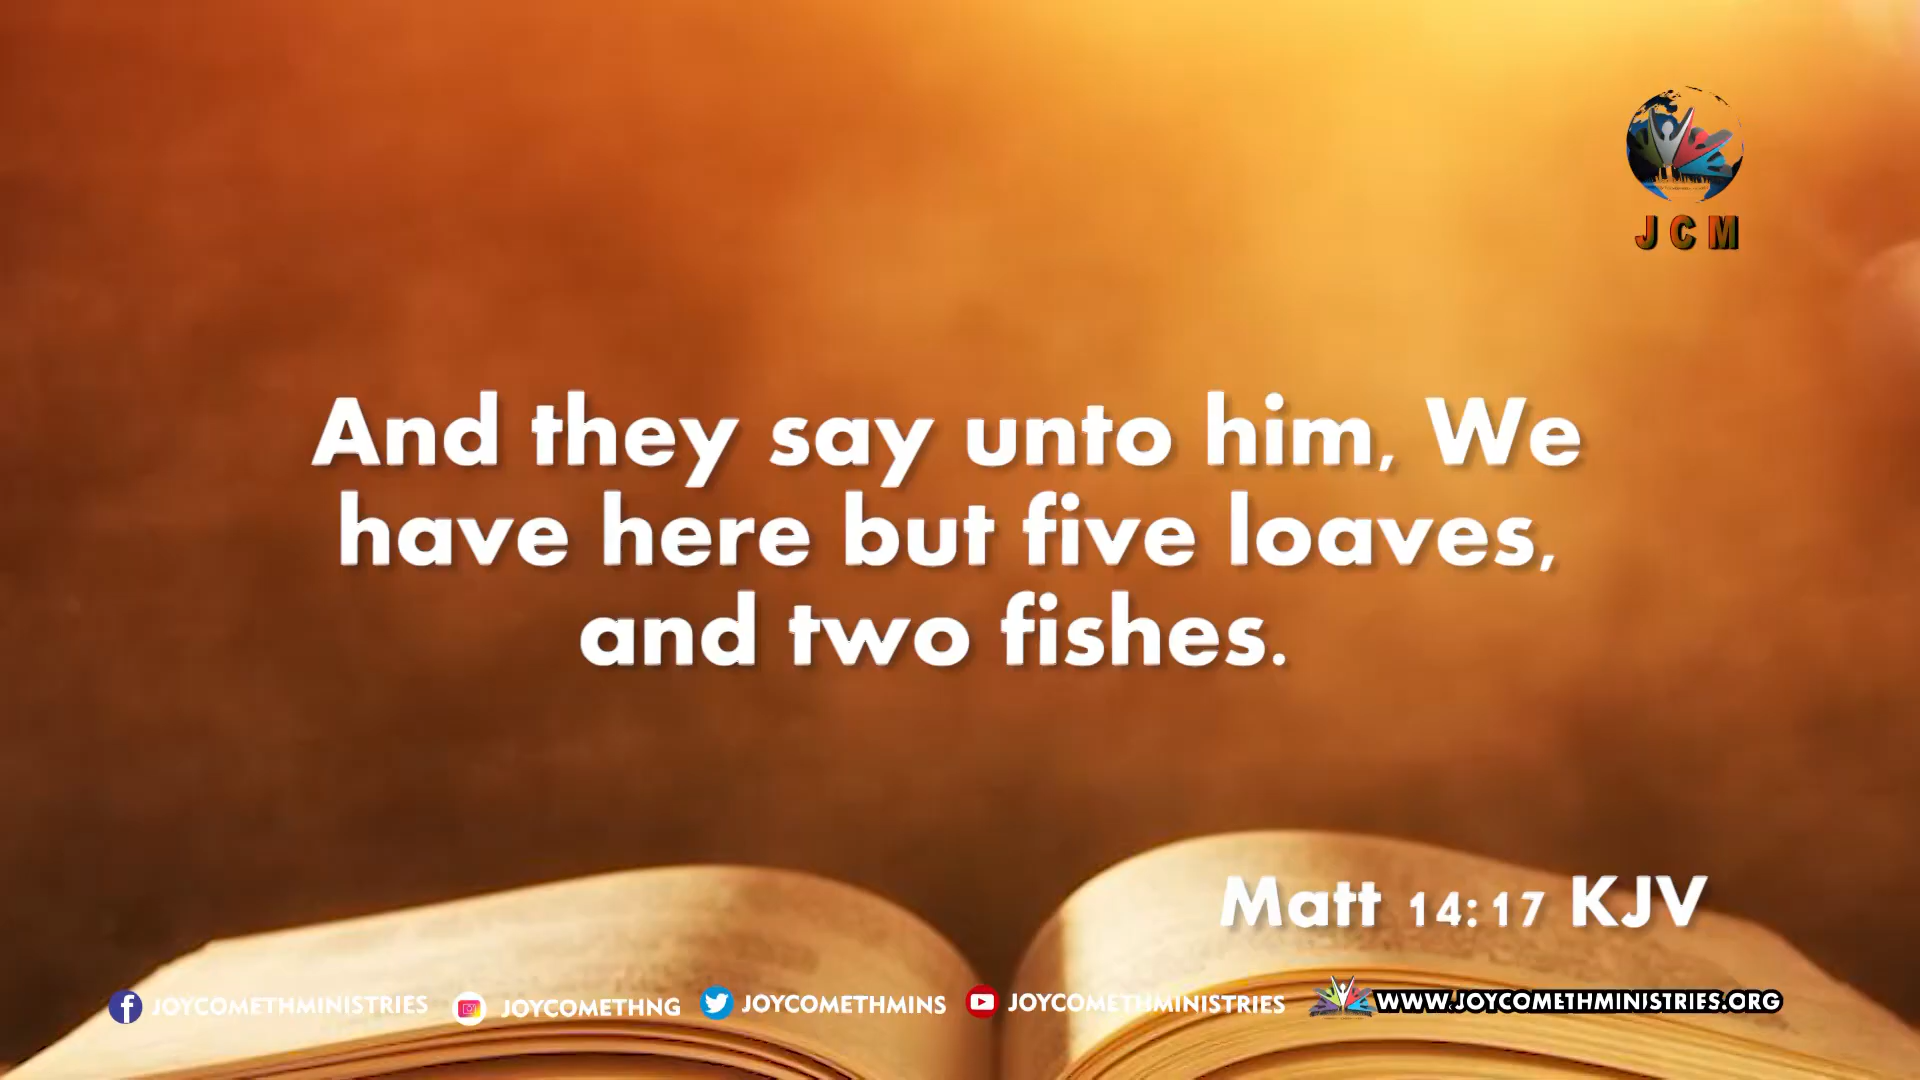 JCM
And they say unto him, We
have here but five loaves,
and two fishes.
Matt 14:17 KJV
JOYCOMETHMINISTRIES JOYCOMETHNG JOYCOMETHMINS JOYCOMETHMINISTRIES WWW.JOYCOMETHMINISTRIES.ORG